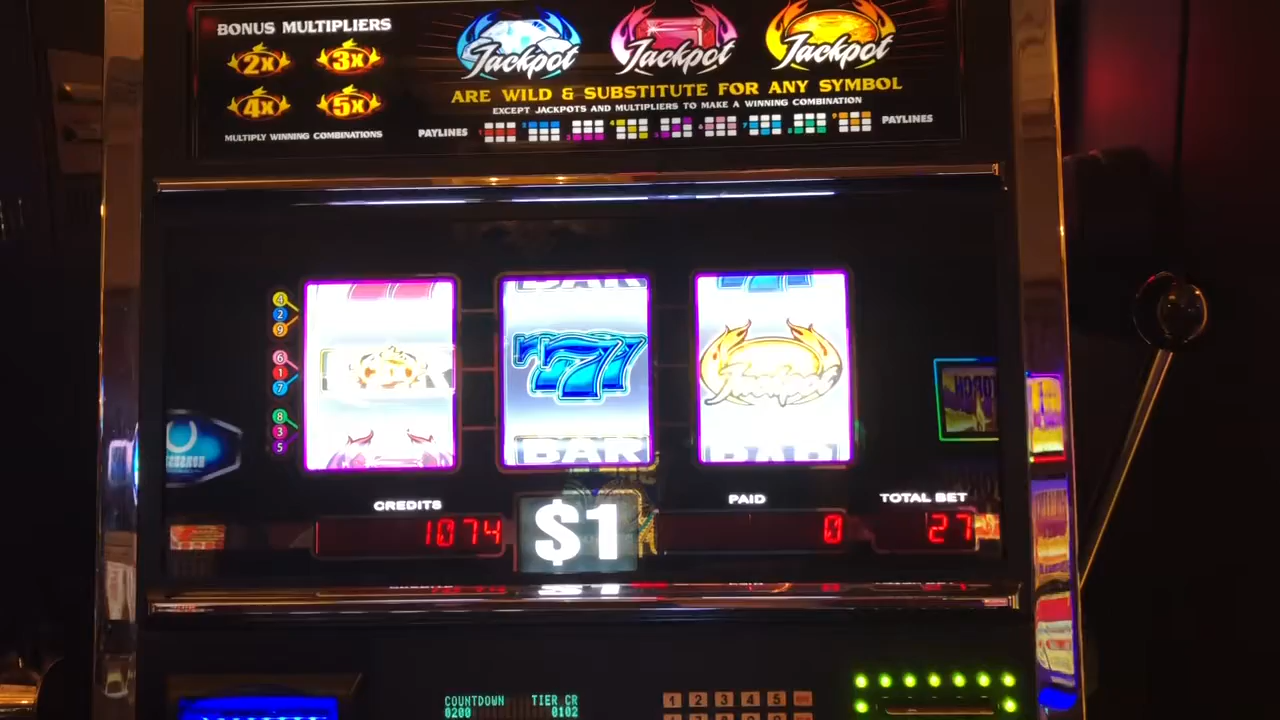 BONUS MULTIPLIERS
2X 3X
4X 5X
MULTIPLY WINNING COMBINATIONS
Jackpot Jackpot Jackpot
ARE WILD & SUBSTITUTE FOR ANY SYMBOL
EXCEPT JACKPOTS AND MULTIPLIERS TO MAKE A WINNING COMBINATION
PAYLINES PAYLINES
4
2
9
6
1
7
8
3
5
BAR
777
BAR
Jackpot
BAR
CREDITS
1074
$1
PAID
0
TOTAL BET
27
COUNTDOWN TIER CR
0200 0102
1 2 3 4 5